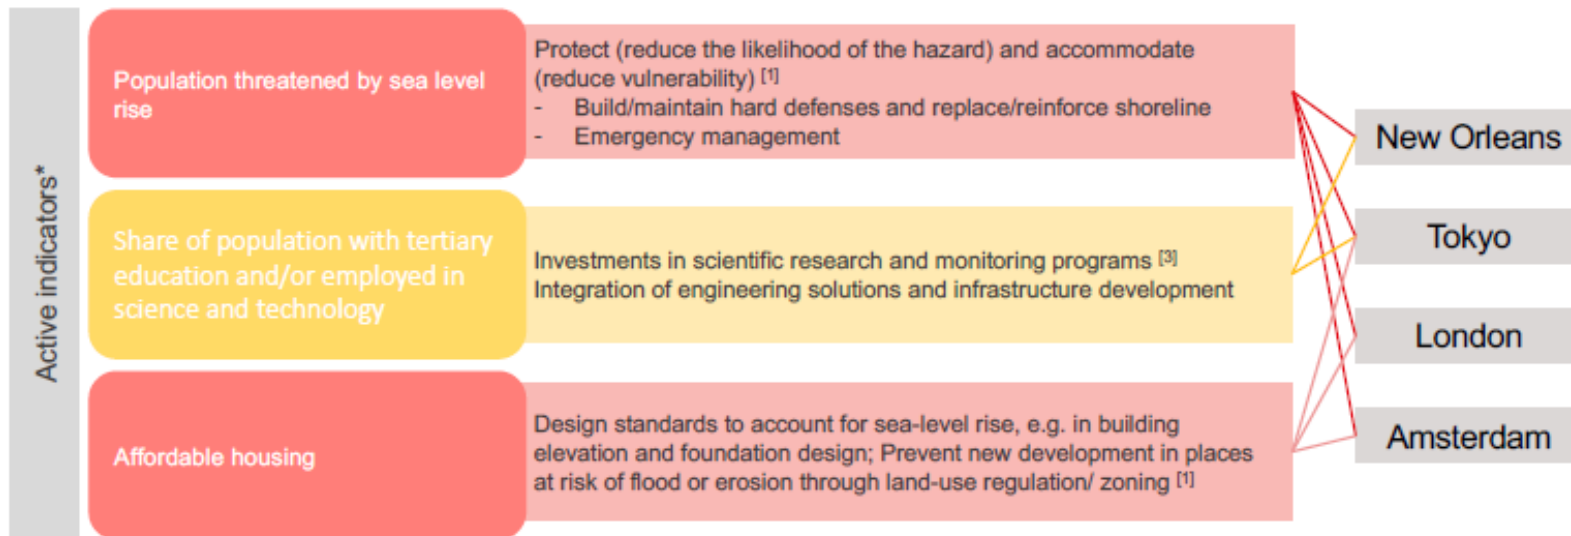 Active indicators*
Population threatened by sea level
rise
Protect (reduce the likelihood of the hazard) and accommodate
(reduce vulnerability) [1]
- Build/maintain hard defenses and replace/reinforce shoreline
- Emergency management
Share of population with tertiary
education and/or employed in
science and technology
Investments in scientific research and monitoring programs [3]
Integration of engineering solutions and infrastructure development
Affordable housing
Design standards to account for sea-level rise, e.g. in building
elevation and foundation design; Prevent new development in places
at risk of flood or erosion through land-use regulation/ zoning [1]
New Orleans
Tokyo
London
Amsterdam